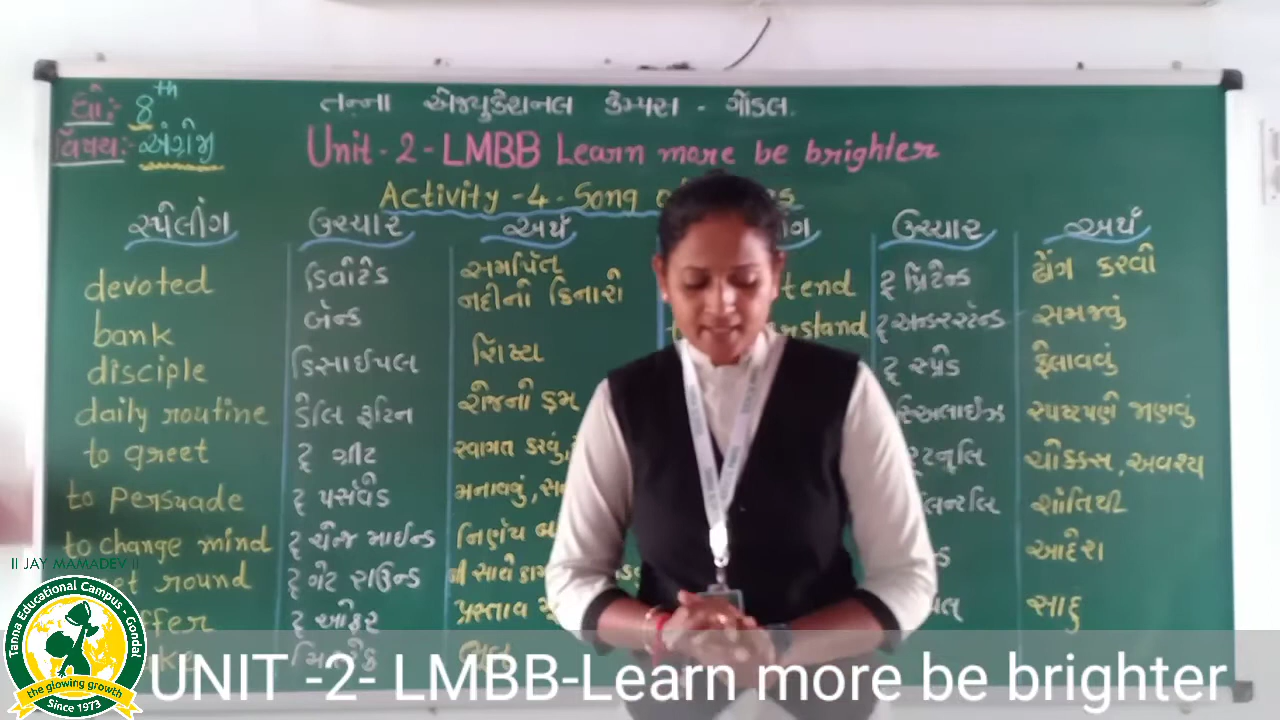 ધો:- 8th
તન્ના એજ્યુકેશનલ કેમ્પસ - ગોંડલ.
વિષય:- અંગ્રેજી
Unit - 2 - LMBB Learn more be brighter
Activity - 4 - Song
સ્પેલીંગ ઉચ્ચાર અર્થ ઉચ્ચાર અર્થ
devoted ડિવોટેડ સમર્પિત tend ટૂ પ્રિટેન્ડ ઢોંગ કરવો
bank બેન્ક નદીનો કિનારો ટૂ અન્ડરસ્ટેન્ડ સમજવું
disciple ડિસાઈપલ શિષ્ય ટૂ સ્પ્રેડ ફેલાવવું
daily routine ડેલિ રૂટિન રોજનો ક્રમ સ્પષ્ટપણે જાણવું
to greet ટૂ ગ્રીટ સ્વાગત કરવું, ચોક્કસ, અવશ્ય
to persuade ટૂ પર્સવેડ મનાવવું, શાંતિથી
to change mind ટૂ ચેન્જ માઈન્ડ નિર્ણય આદેશ
round ટૂ ગેટ રાઉન્ડ
ટૂ ઓફર પ્રસ્તાવ સાદુ
II JAY MAMADEV II
Tanna Educational Campus - Gondal
the glowing growth
Since 1973
UNIT -2- LMBB-Learn more be brighter